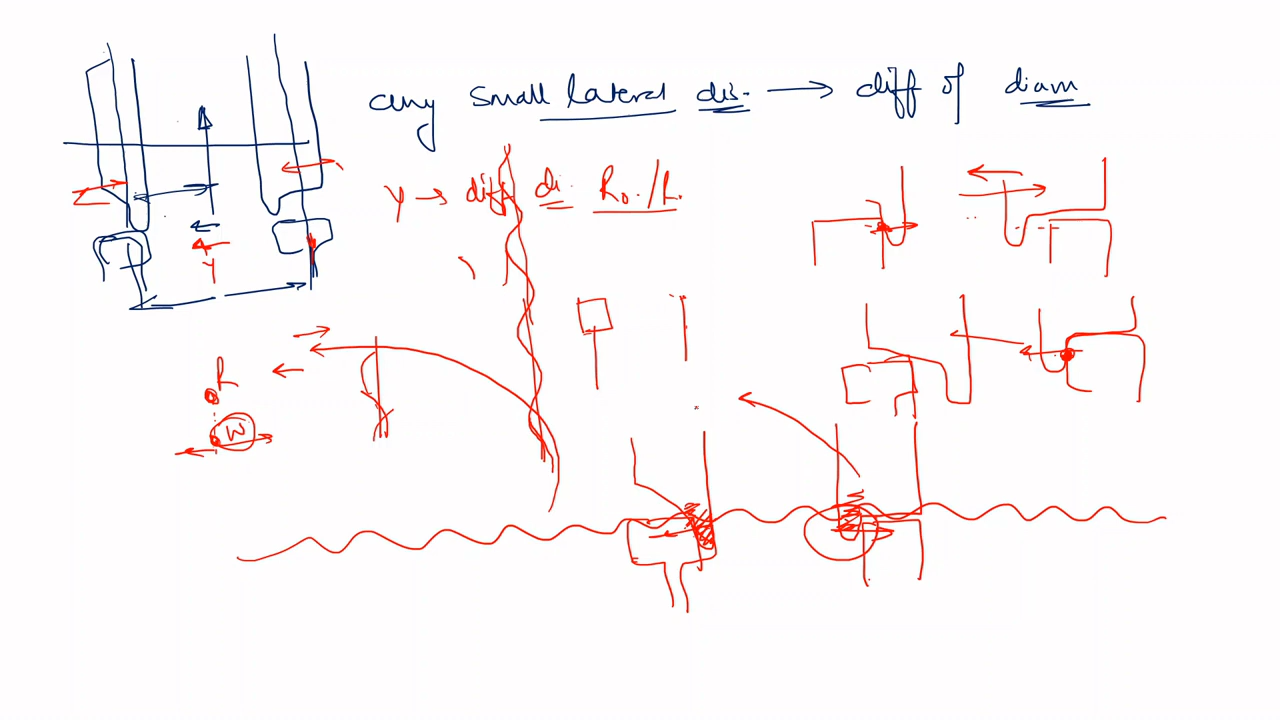 any small lateral dis. → diff of diam
y → diff di. R₀./R.
y
R
W